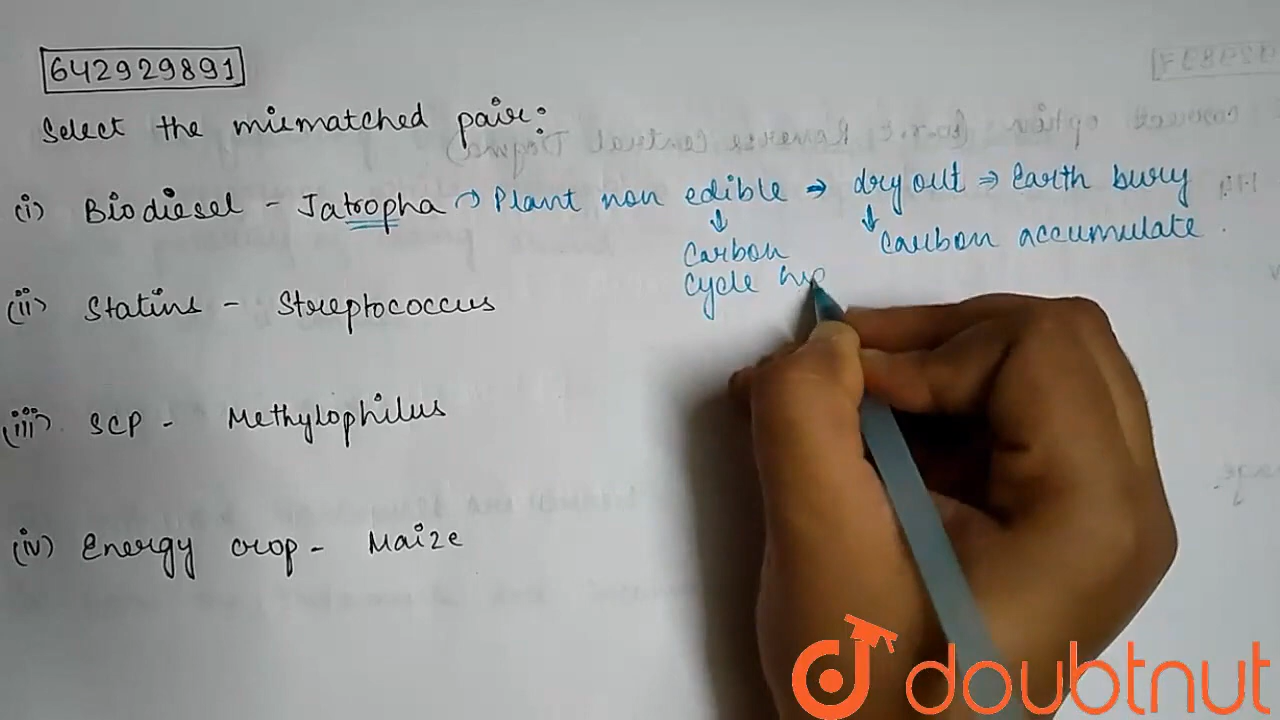 642929891
Select the mismatched pair:
(i) Biodiesel - Jatropha → Plant non edible → dry out → Earth bury
↓ Carbon cycle ↓ Carbon accumulate.
(ii) Statins - Streptococcus
(iii) SCP - Methylophilus
(iv) Energy crop - Maize
doubtnut